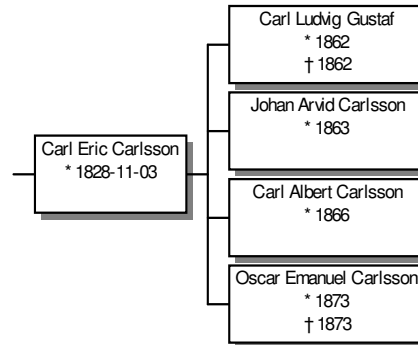 Carl Ludvig Gustaf
* 1862
† 1862
Johan Arvid Carlsson
* 1863
Carl Eric Carlsson
* 1828-11-03
Carl Albert Carlsson
* 1866
Oscar Emanuel Carlsson
* 1873
† 1873